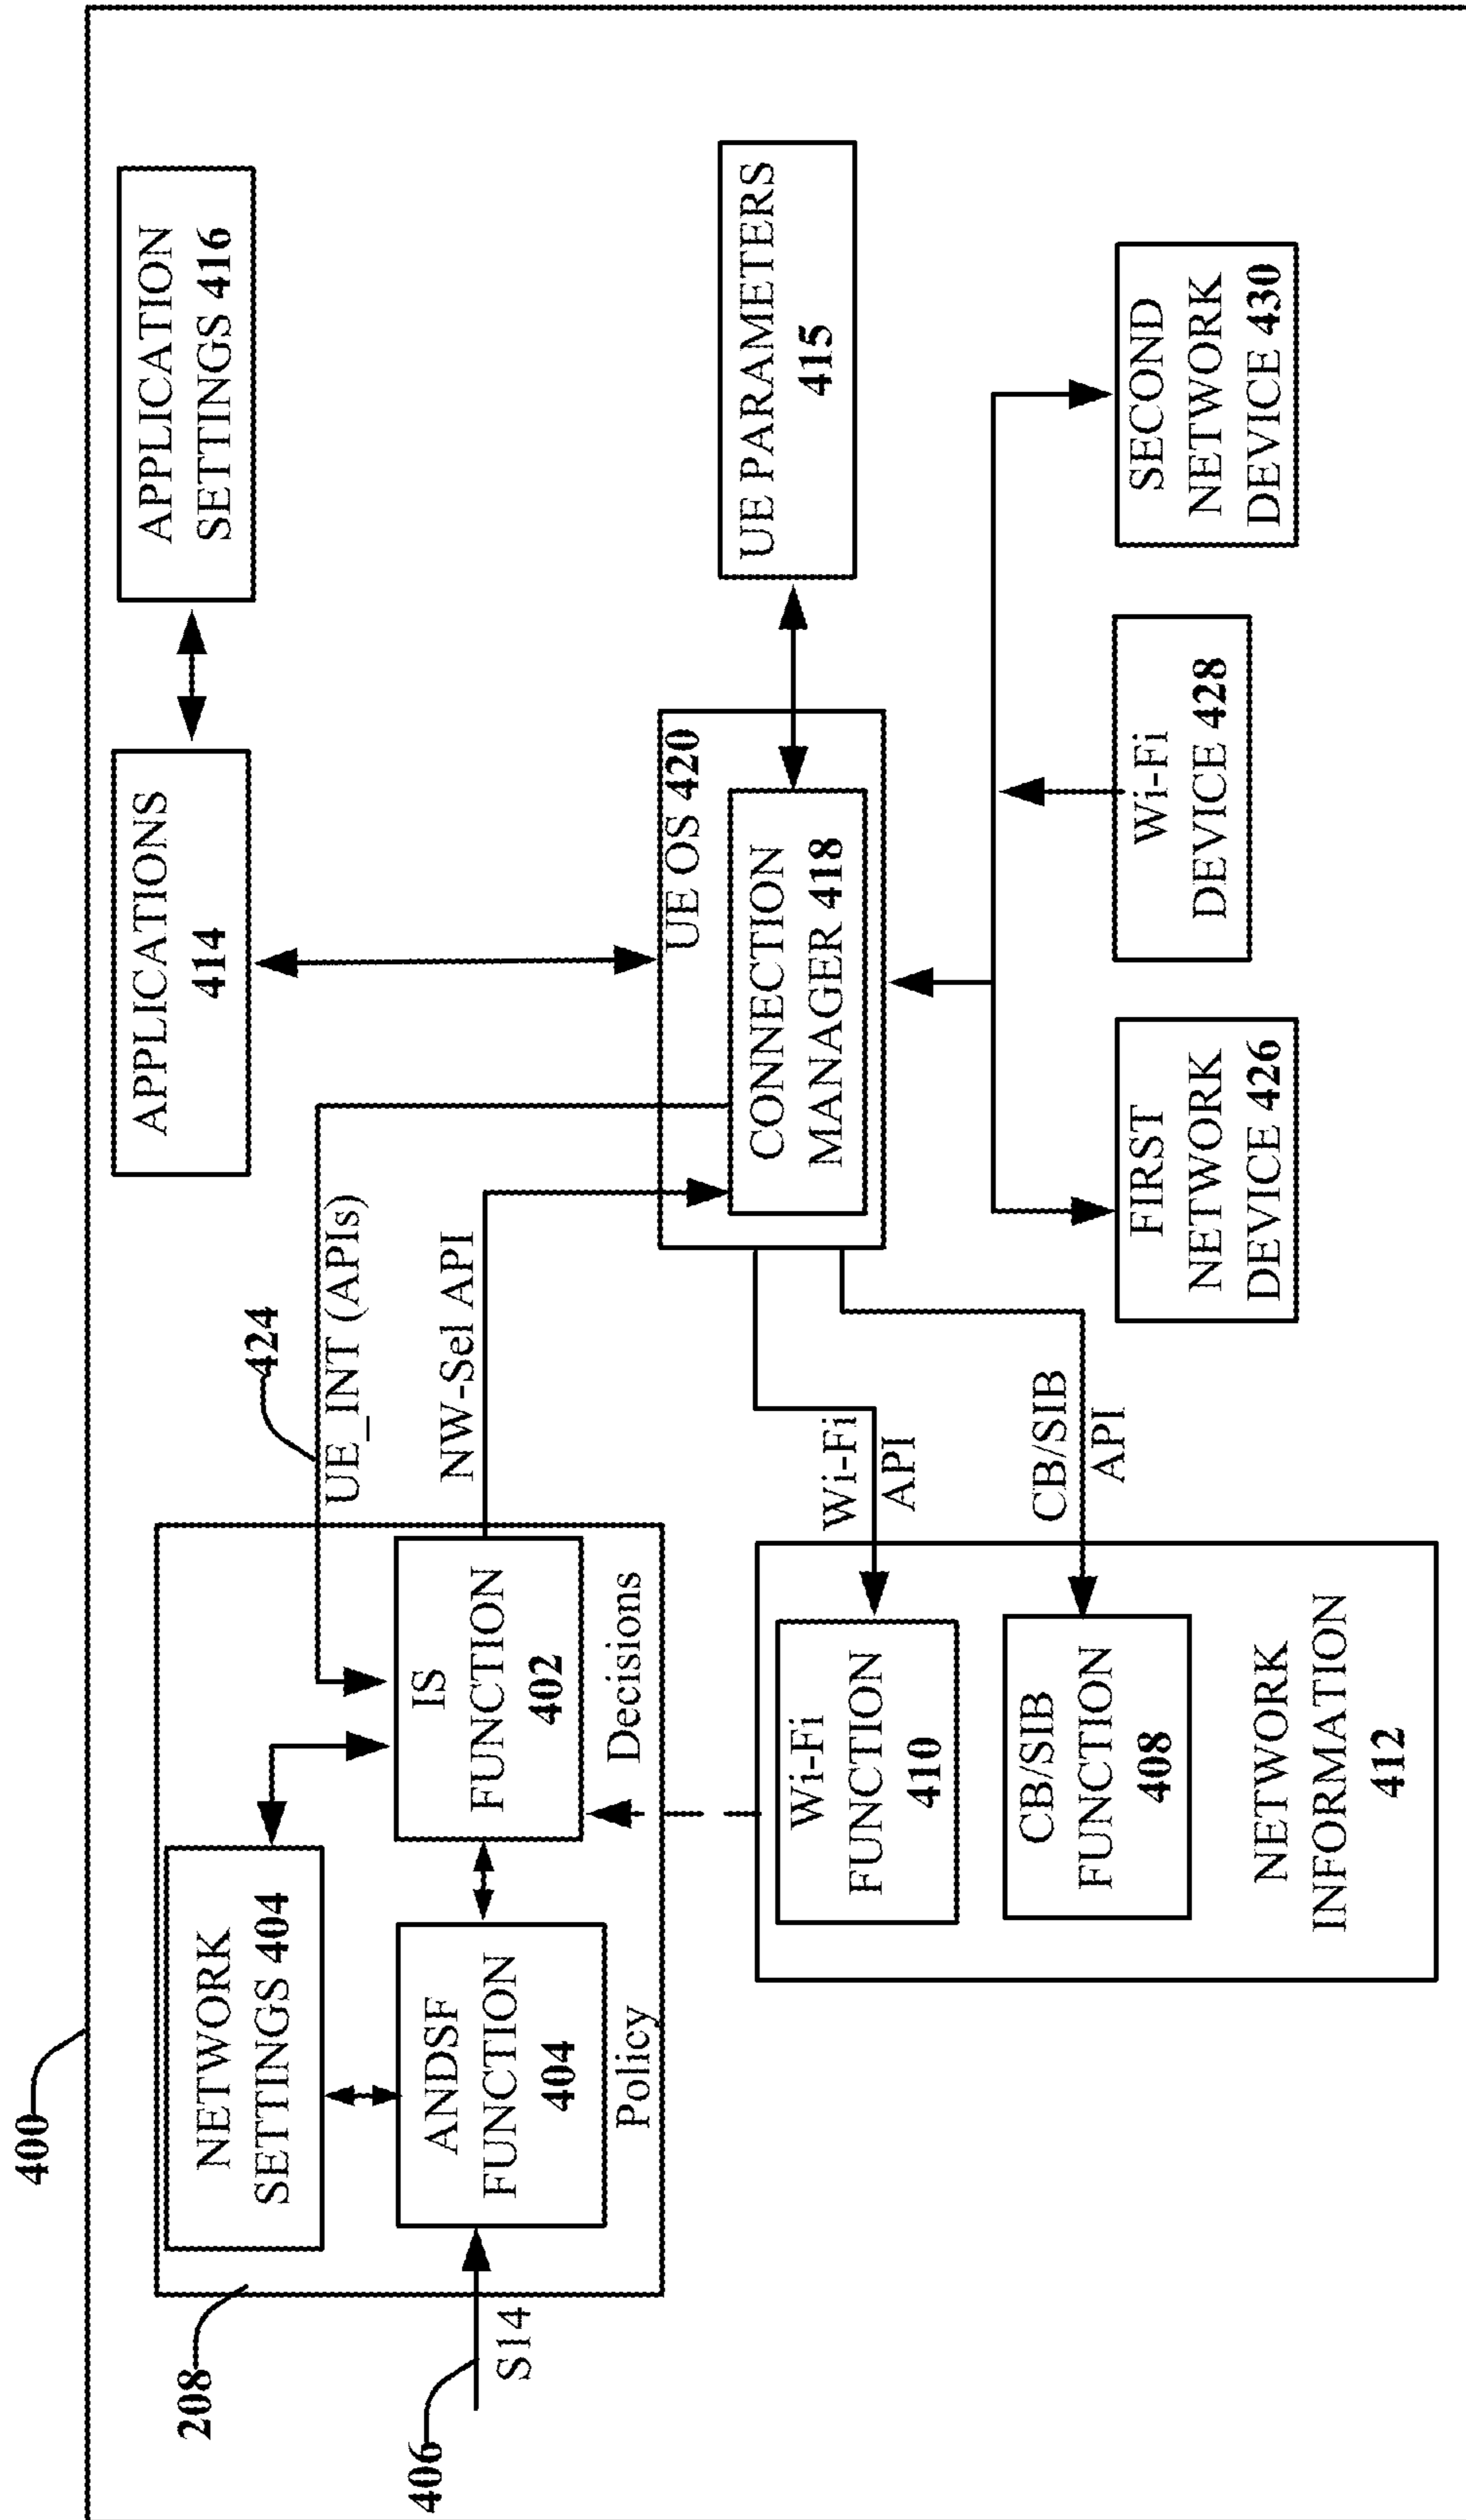 400
208
406
S14
NETWORK
SETTINGS 404
ANDSF
FUNCTION
404
Policy
IS
FUNCTION
402
Decisions
424
UE_INT (APIs)
NW-Sel API
APPLICATIONS
414
APPLICATION
SETTINGS 416
UE OS 420
CONNECTION
MANAGER 418
UE PARAMETERS
415
Wi-Fi
API
CB/SIB
API
Wi-Fi
FUNCTION
410
CB/SIB
FUNCTION
408
NETWORK
INFORMATION
412
FIRST
NETWORK
DEVICE 426
Wi-Fi
DEVICE 428
SECOND
NETWORK
DEVICE 430